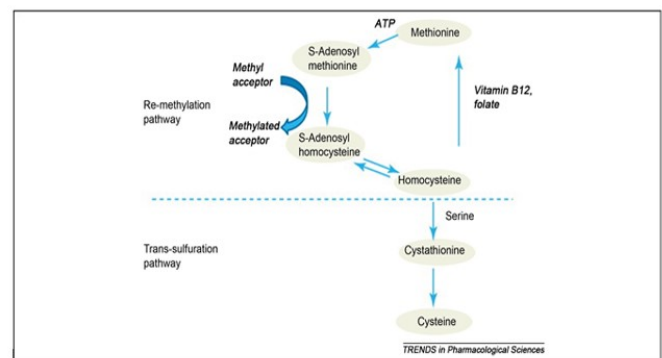 ATP
Methionine
S-Adenosyl
methionine
Methyl
acceptor
Re-methylation
pathway
Vitamin B12,
folate
Methylated
acceptor
S-Adenosyl
homocysteine
Homocysteine
Serine
Trans-sulfuration
pathway
Cystathionine
Cysteine
TRENDS in Pharmacological Sciences